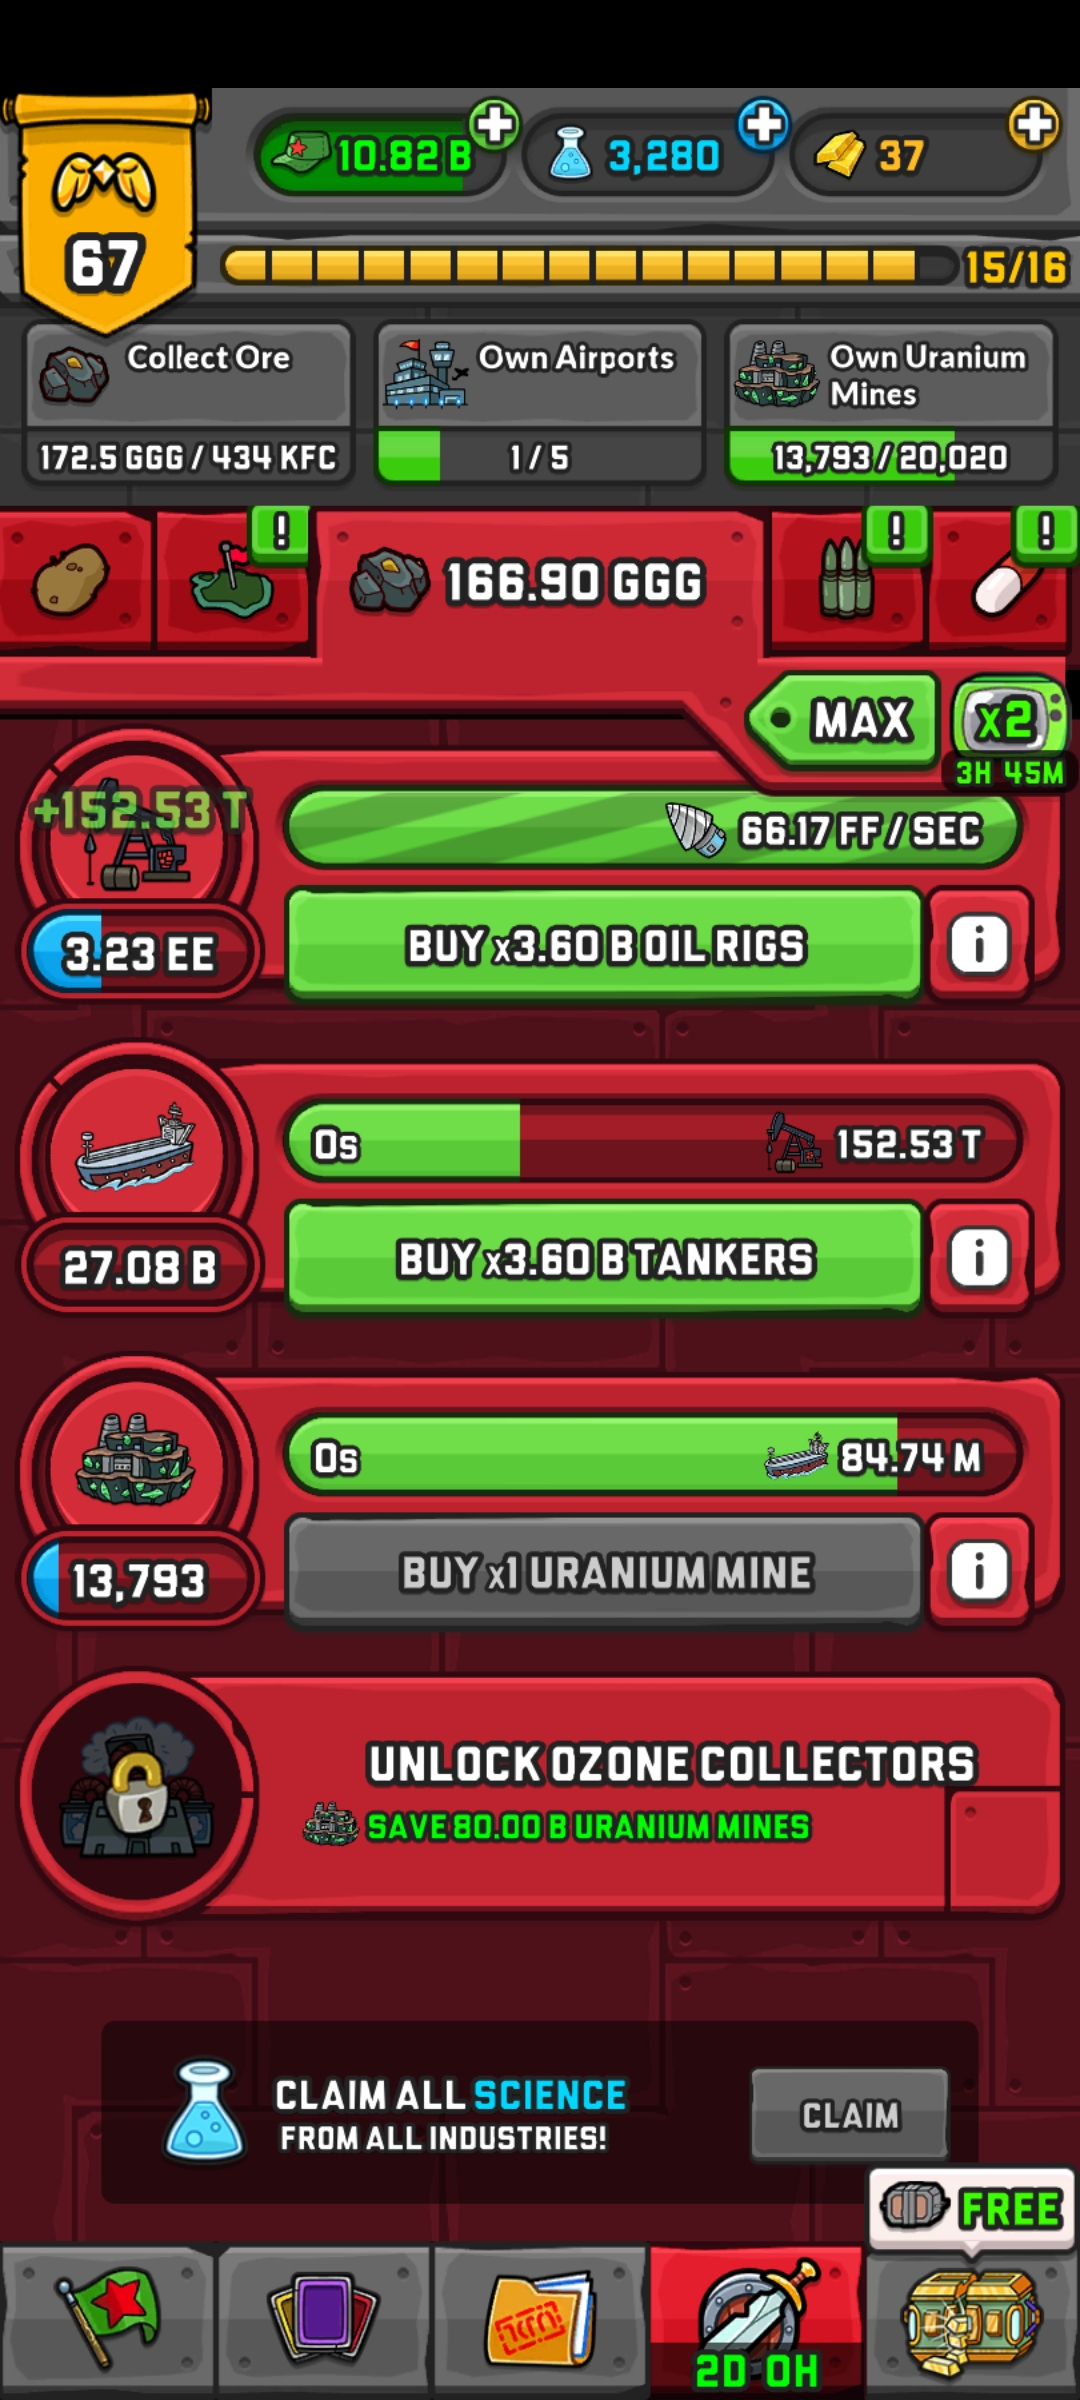 10.82 B
3,280
37
67
15/16
Collect Ore
172.5 GGG / 434 KFC
Own Airports
1 / 5
Own Uranium
Mines
13,793 / 20,020
!
166.90 GGG
!
!
MAX
x2
3H 45M
+152.53 T
66.17 FF / SEC
3.23 EE
BUY x3.60 B OIL RIGS
i
0s
152.53 T
27.08 B
BUY x3.60 B TANKERS
i
0s
84.74 M
13,793
BUY x1 URANIUM MINE
i
UNLOCK OZONE COLLECTORS
SAVE 80.00 B URANIUM MINES
CLAIM ALL SCIENCE
FROM ALL INDUSTRIES!
CLAIM
FREE
2D 0H